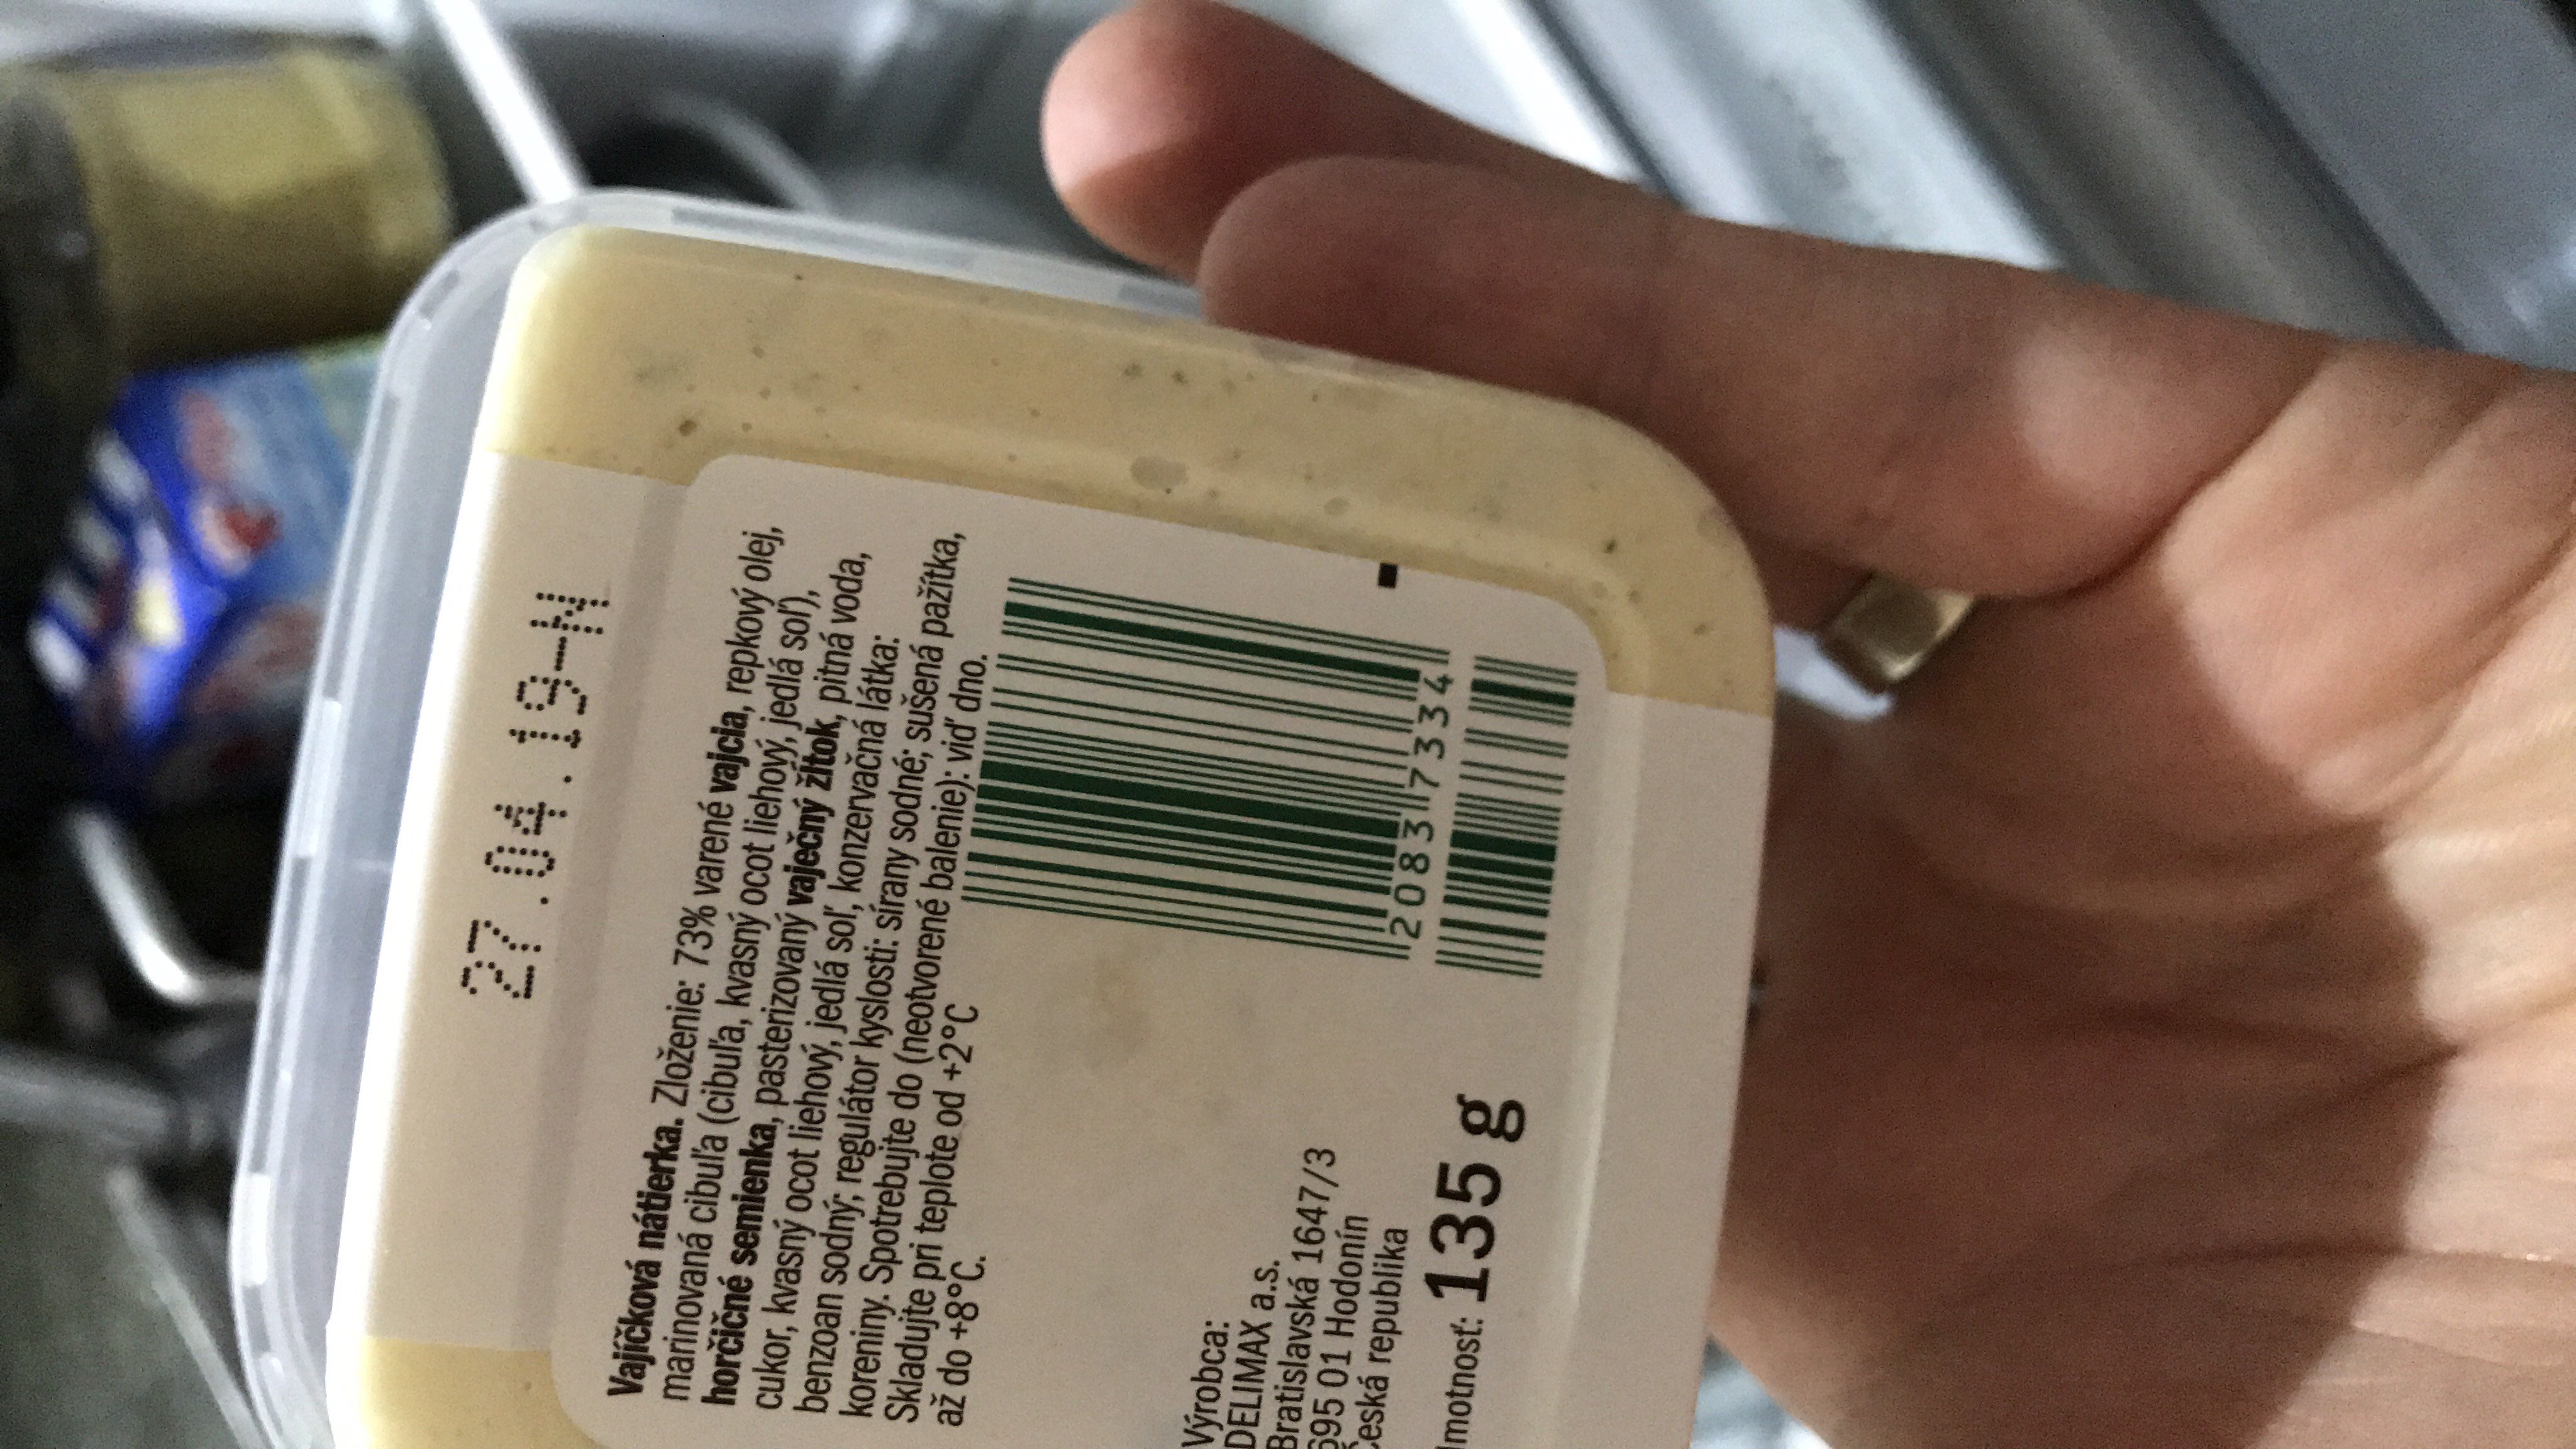 27.04.19-M
Vajíčková nátierka. Zloženie: 73% varené vajcia, repkový olej,
marinovaná cibuľa (cibuľa, kvasný ocot liehový, jedlá soľ),
horčičné semienka, pasterizovaný vaječný žĺtok, pitná voda,
cukor, kvasný ocot liehový, jedlá soľ, konzervačná látka:
benzoan sodný; regulátor kyslosti: sírany sodné; sušená pažítka,
koreniny. Spotrebujte do (neotvorené balenie): viď dno.
Skladujte pri teplote od +2°C
až do +8°C.
20837334
Výrobca:
DELIMAX a.s.
Bratislavská 1647/3
695 01 Hodonín
Česká republika
Hmotnosť: 135 g